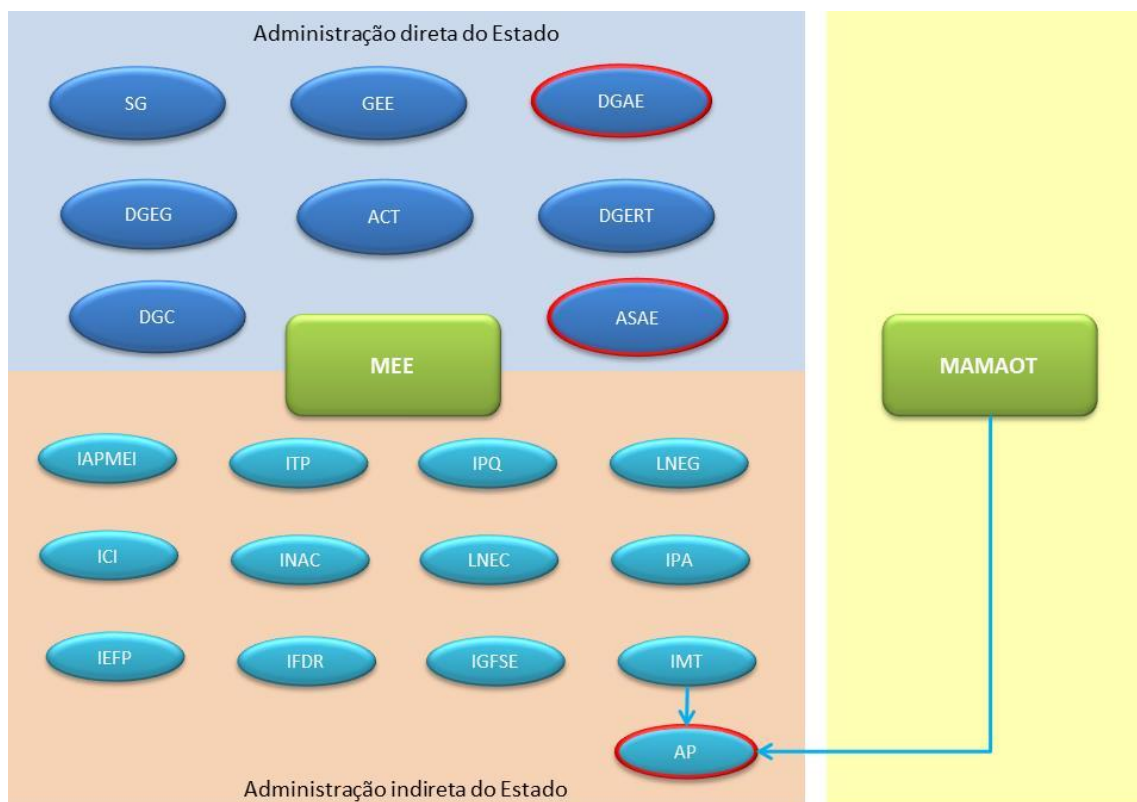 Administração direta do Estado
SG
GEE
DGAE
DGEG
ACT
DGERT
DGC
ASAE
MEE
MAMAOT
IAPMEI
ITP
IPQ
LNEG
ICI
INAC
LNEC
IPA
IEFP
IFDR
IGFSE
IMT
AP
Administração indireta do Estado